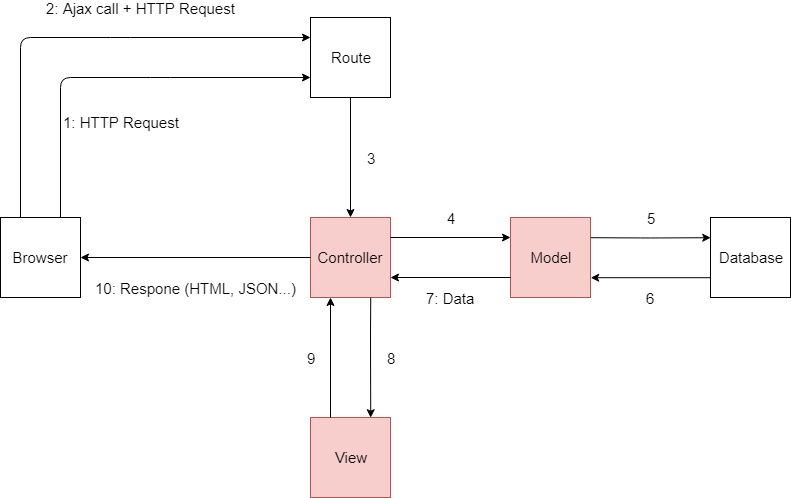 2: Ajax call + HTTP Request
Route
1: HTTP Request
3
4
5
Browser
Controller
Model
Database
10: Respone (HTML, JSON...)
7: Data
6
9
8
View